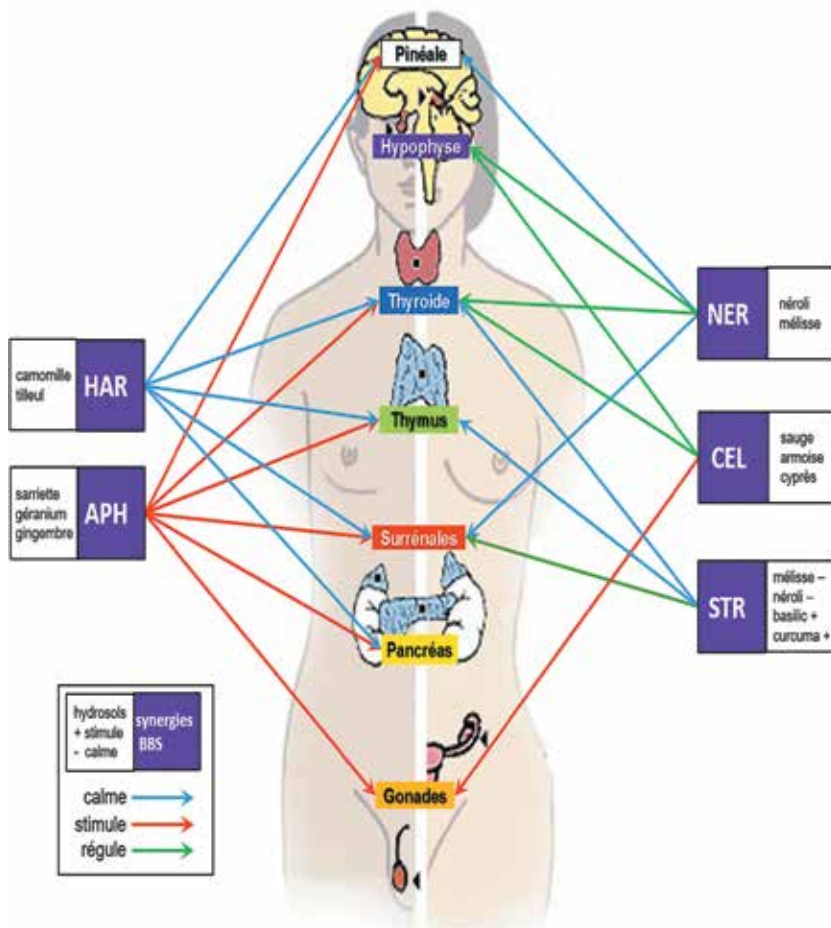 Pinéale
Hypophyse
Thyroide
Thymus
Surrénales
Pancréas
Gonades
camomille
tilleul
HAR
sarriette
géranium
gingembre
APH
NER
néroli
mélisse
CEL
sauge
armoise
cyprès
STR
mélisse –
néroli –
basilic +
curcuma +
hydrosols
+ stimule
- calme
synergies
BBS
calme
stimule
régule